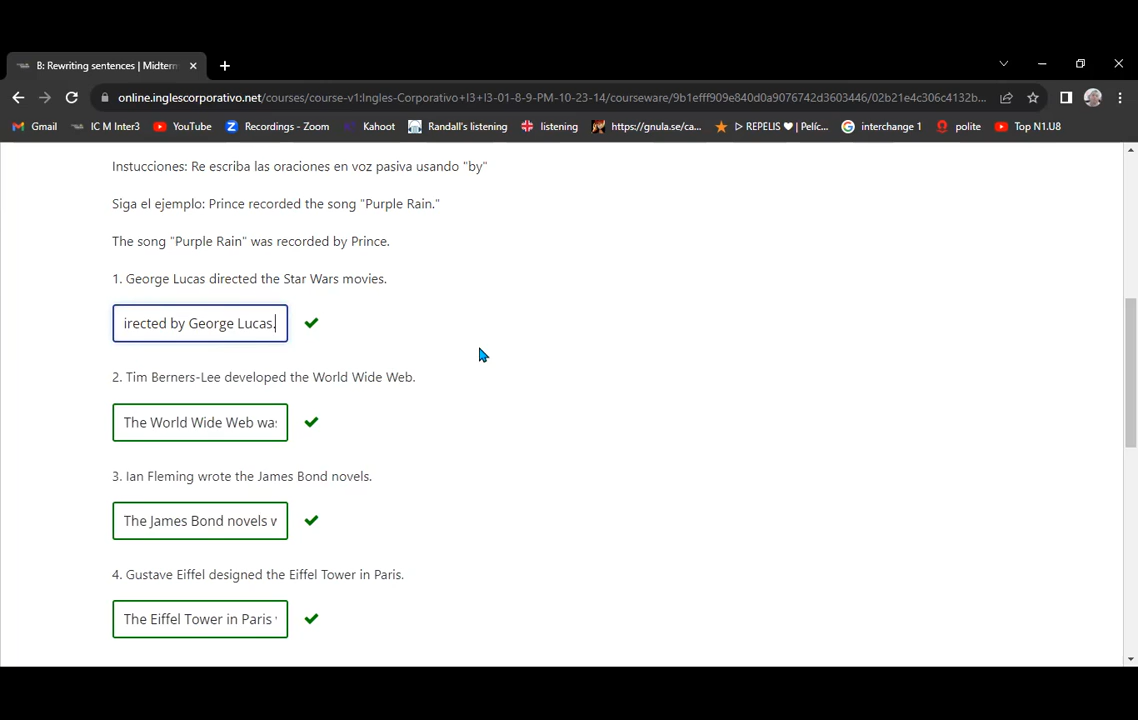 B: Rewriting sentences | Midterm
online.inglescorporativo.net/courses/course-v1:Ingles-Corporativo+I3+I3-01-8-9-PM-10-23-14/courseware/9b1efff909e840d0a9076742d3603446/02b21e4c306c4132b...
Gmail IC M Inter3 YouTube Recordings - Zoom Kahoot Randall's listening listening https://gnula.se/ca... ▷ REPELIS ♥ | Pelíc... interchange 1 polite Top N1.U8
Instucciones: Re escriba las oraciones en voz pasiva usando "by"
Siga el ejemplo: Prince recorded the song "Purple Rain."
The song "Purple Rain" was recorded by Prince.
1. George Lucas directed the Star Wars movies.
irected by George Lucas.
2. Tim Berners-Lee developed the World Wide Web.
The World Wide Web was
3. Ian Fleming wrote the James Bond novels.
The James Bond novels w
4. Gustave Eiffel designed the Eiffel Tower in Paris.
The Eiffel Tower in Paris